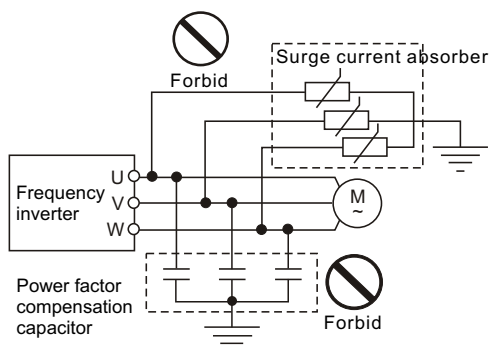 Surge current absorber
Forbid
U
Frequency
inverter
V
M
~
W
Power factor
compensation
capacitor
Forbid